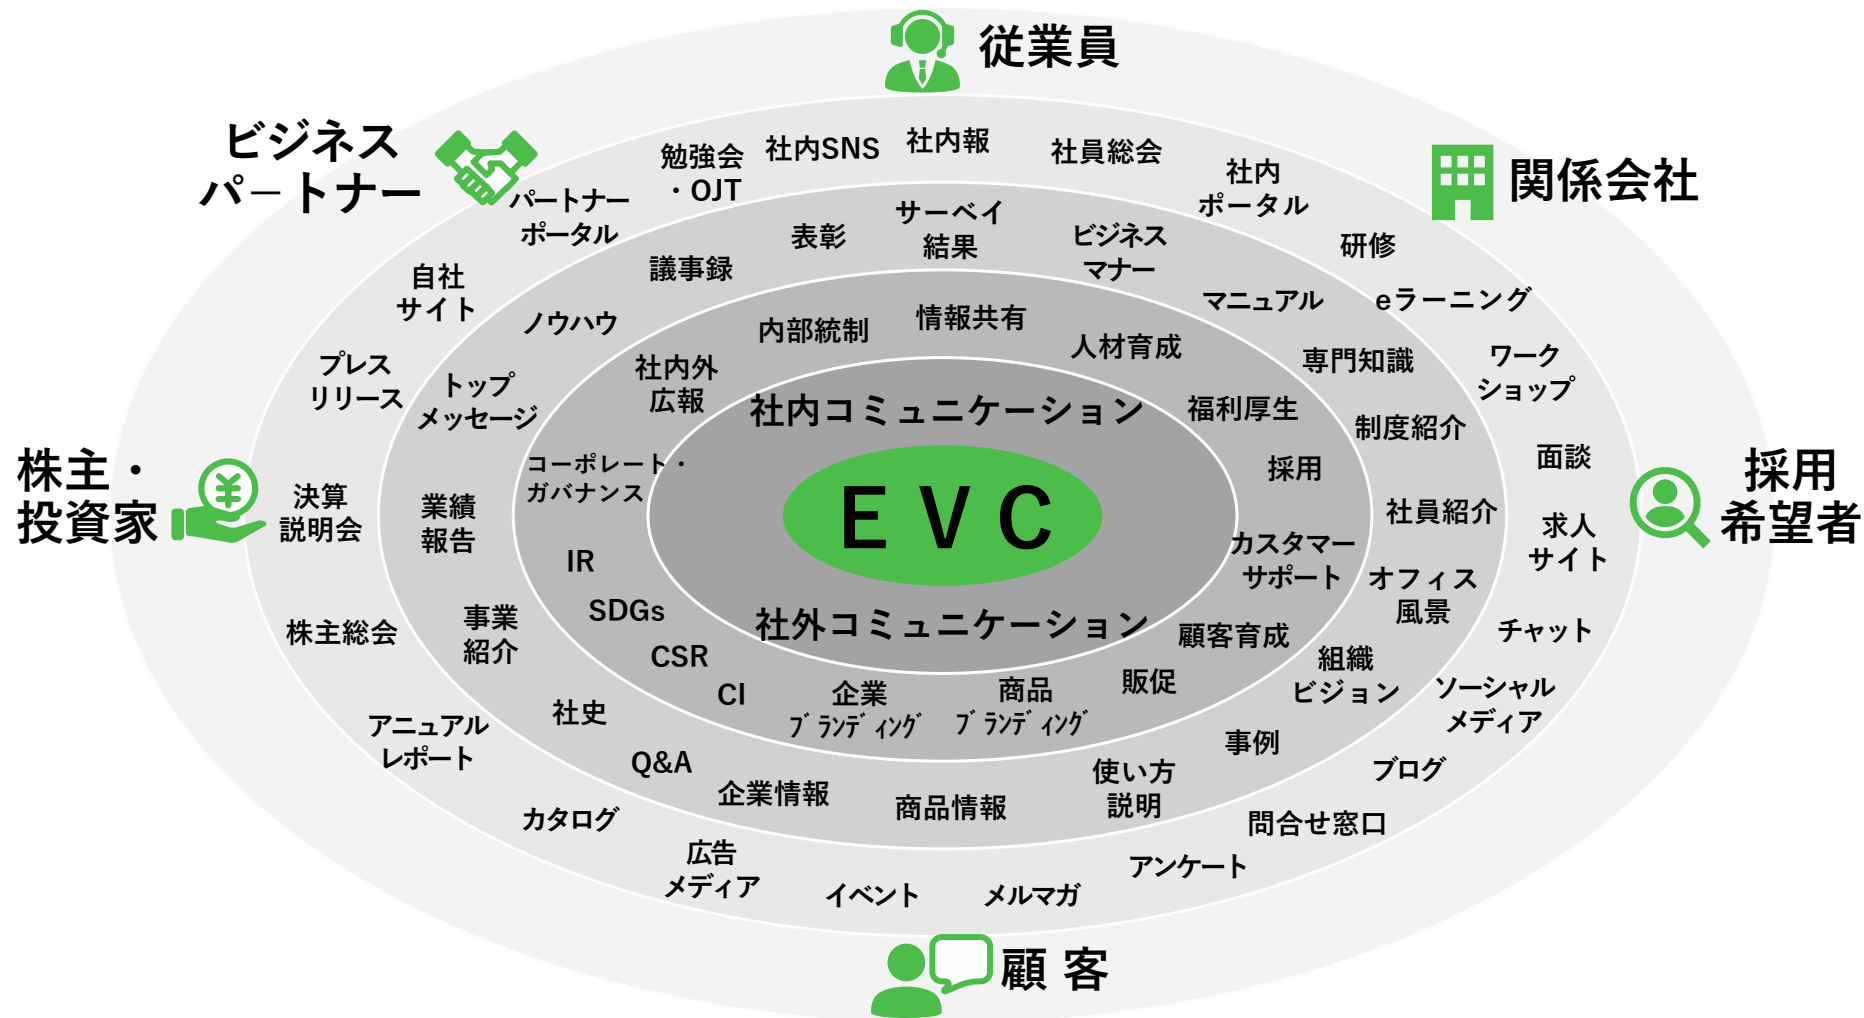 従業員
ビジネス
パートナー
関係会社
株主・
投資家
採用
希望者
顧 客
勉強会
・OJT
社内SNS
社内報
社員総会
社内
ポータル
研修
eラーニング
ワーク
ショップ
面談
求人
サイト
チャット
ソーシャル
メディア
ブログ
問合せ窓口
アンケート
メルマガ
イベント
広告
メディア
カタログ
アニュアル
レポート
株主総会
決算
説明会
プレス
リリース
自社
サイト
パートナー
ポータル
議事録
表彰
サーベイ
結果
ビジネス
マナー
マニュアル
専門知識
制度紹介
社員紹介
オフィス
風景
組織
ビジョン
事例
使い方
説明
商品情報
企業情報
Q&A
社史
事業
紹介
業績
報告
トップ
メッセージ
ノウハウ
社内外
広報
内部統制
情報共有
人材育成
福利厚生
採用
カスタマー
サポート
顧客育成
販促
商品
ブランディング
企業
ブランディング
CI
CSR
SDGs
IR
コーポレート・
ガバナンス
社内コミュニケーション
EVC
社外コミュニケーション